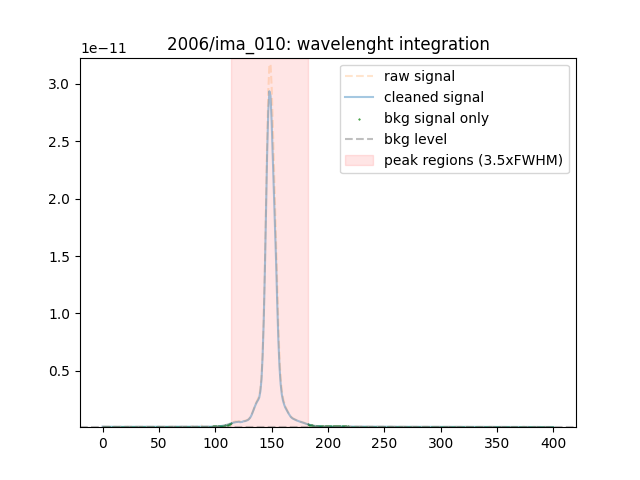 2006/ima_010: wavelenght integration
1e−11
raw signal
cleaned signal
bkg signal only
bkg level
peak regions (3.5xFWHM)
3.0
2.5
2.0
1.5
1.0
0.5
0 50 100 150 200 250 300 350 400